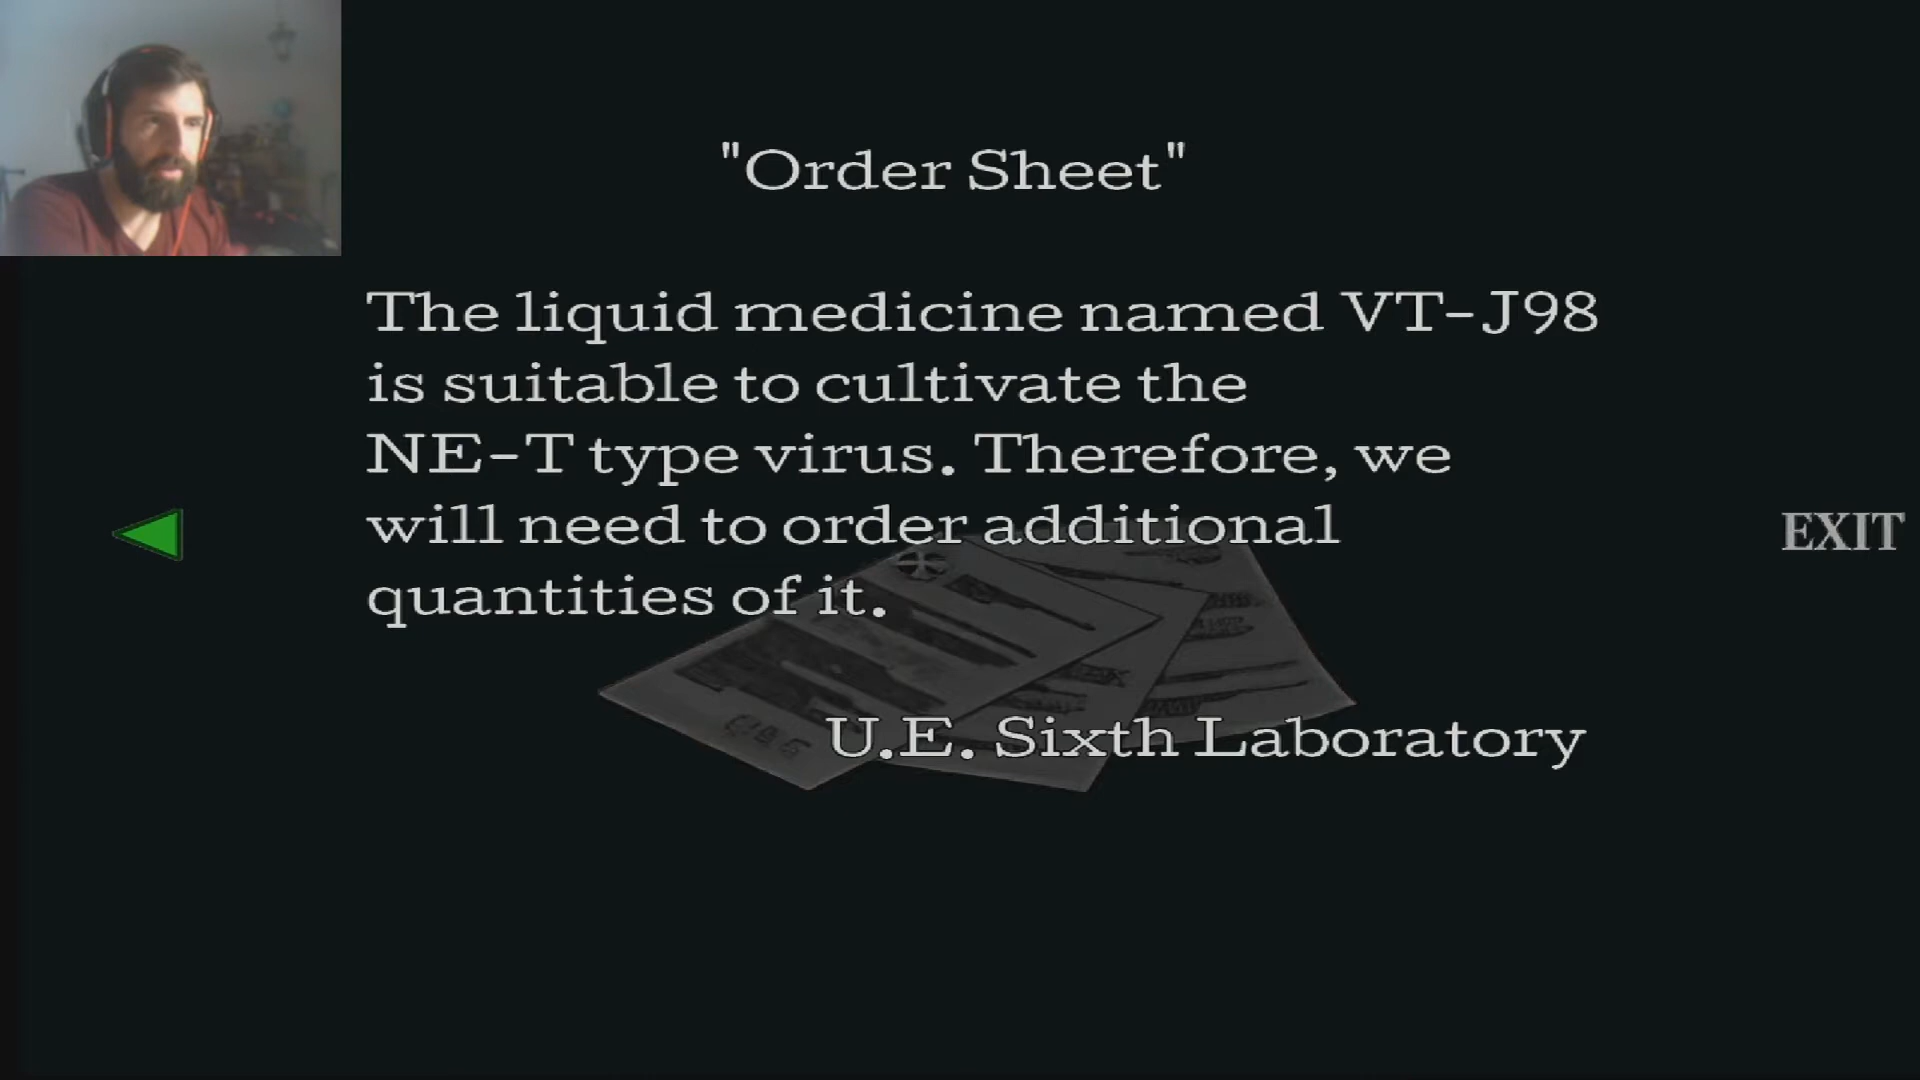 "Order Sheet"
The liquid medicine named VT-J98
is suitable to cultivate the
NE-T type virus. Therefore, we
will need to order additional
quantities of it.
EXIT
U.E. Sixth Laboratory